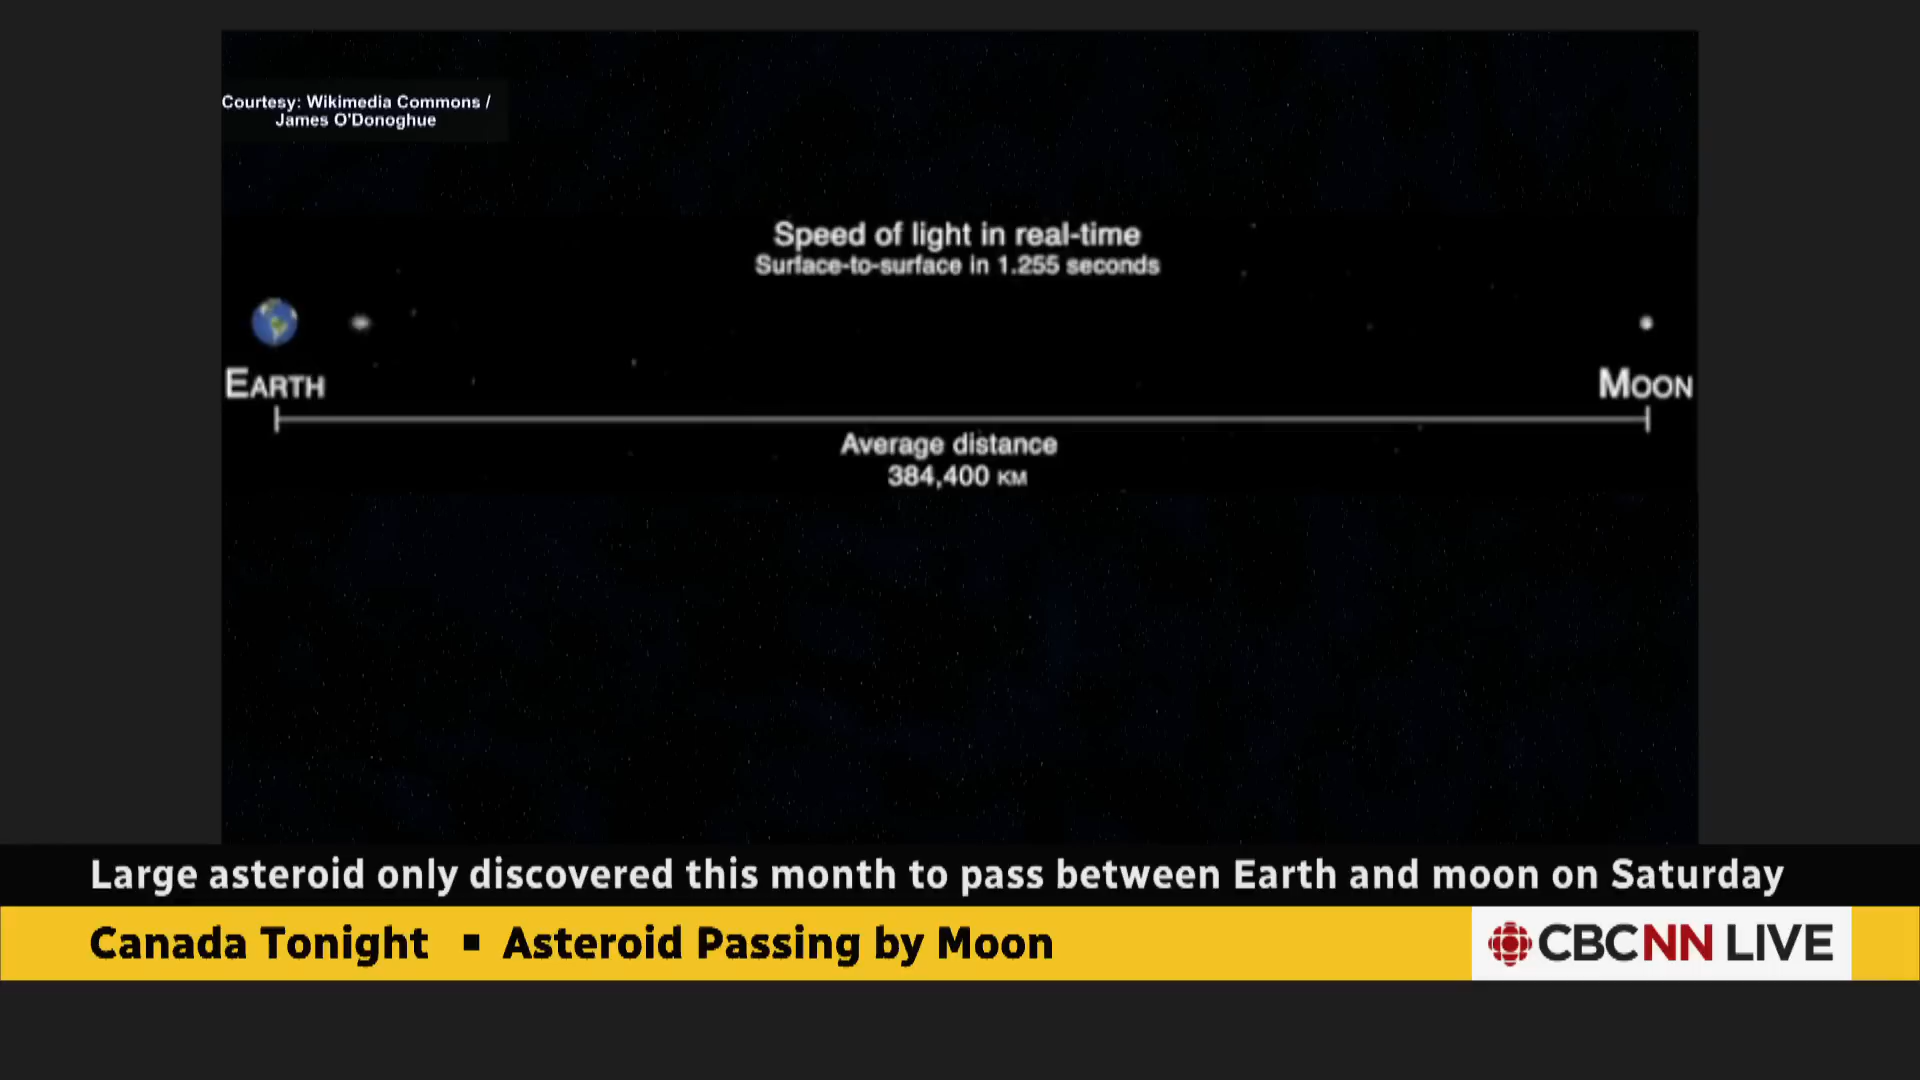 Courtesy: Wikimedia Commons /
James O'Donoghue
Speed of light in real-time
Surface-to-surface in 1.255 seconds
EARTH
MOON
Average distance
384,400 KM
Large asteroid only discovered this month to pass between Earth and moon on Saturday
Canada Tonight ▪ Asteroid Passing by Moon
CBCNN LIVE